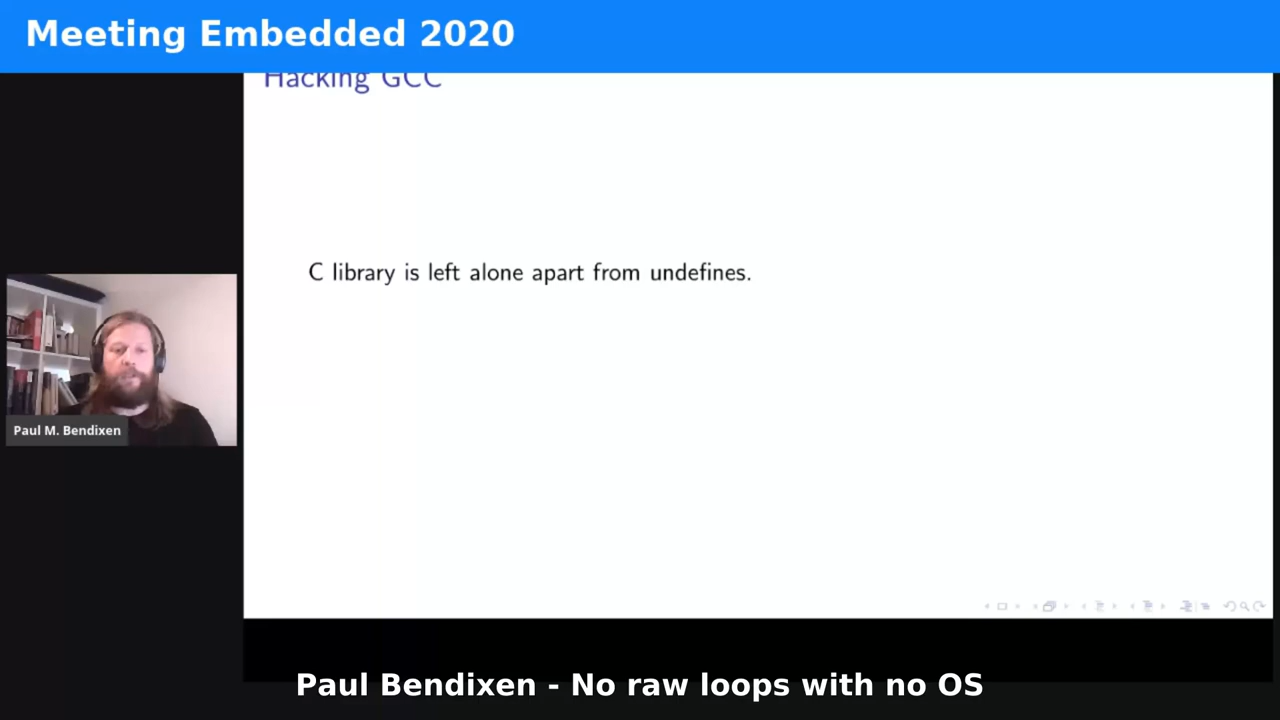 Meeting Embedded 2020
Hacking GCC
C library is left alone apart from undefines.
Paul M. Bendixen
Paul Bendixen - No raw loops with no OS